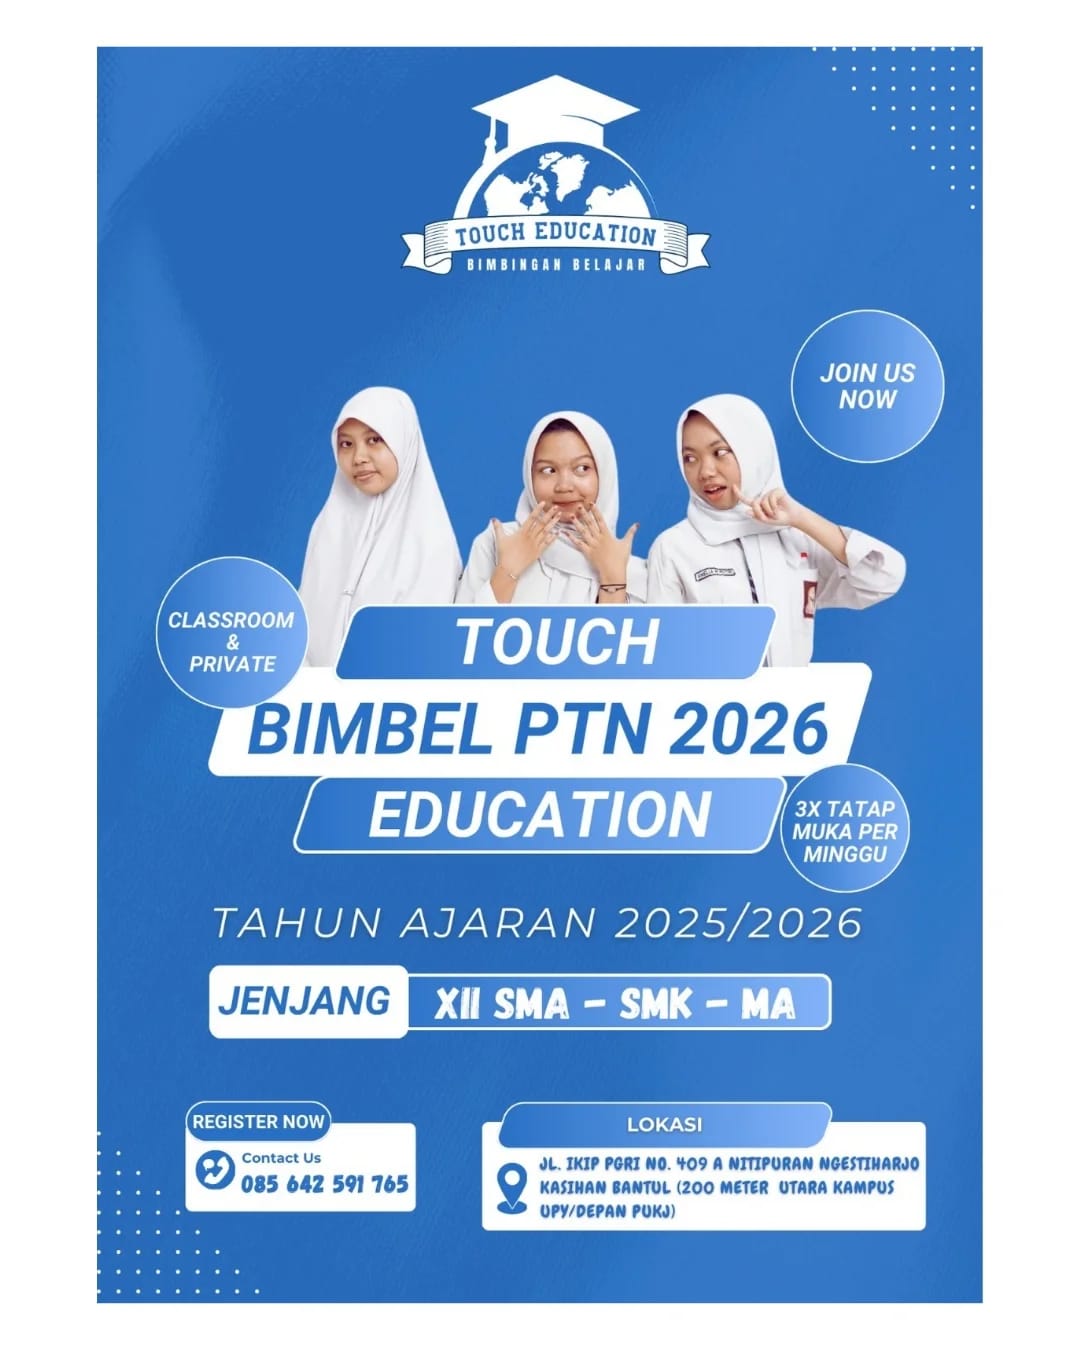 TOUCH EDUCATION
BIMBINGAN BELAJAR
JOIN US
NOW
CLASSROOM
&
PRIVATE
TOUCH
BIMBEL PTN 2026
EDUCATION
3X TATAP
MUKA PER
MINGGU
TAHUN AJARAN 2025/2026
JENJANG
XII SMA - SMK - MA
REGISTER NOW
Contact Us
085 642 591 765
LOKASI
JL. IKIP PGRI NO. 409 A NITIPURAN NGESTIHARJO
KASIHAN BANTUL (200 METER UTARA KAMPUS
UPY/DEPAN PUKJ)